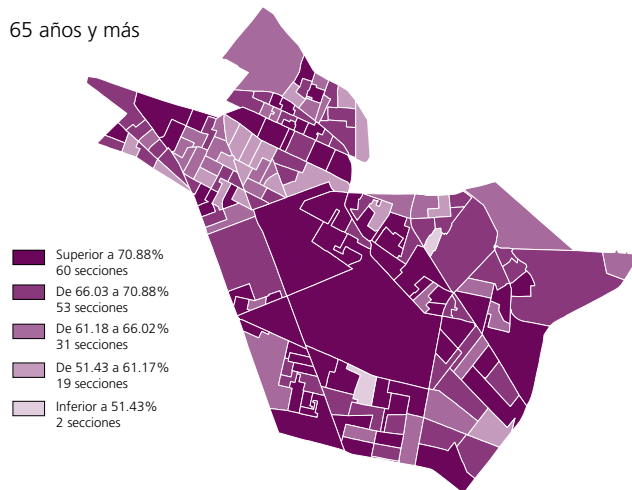 65 años y más
Superior a 70.88%
60 secciones
De 66.03 a 70.88%
53 secciones
De 61.18 a 66.02%
31 secciones
De 51.43 a 61.17%
19 secciones
Inferior a 51.43%
2 secciones